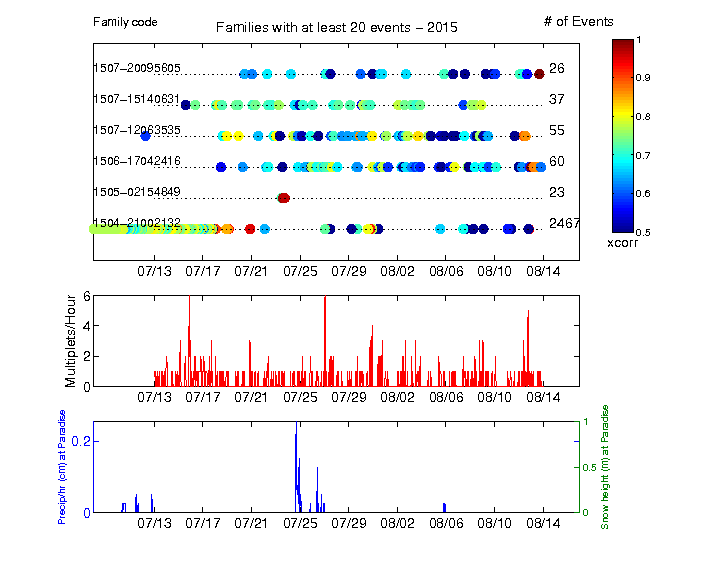 Family code
Families with at least 20 events – 2015
# of Events
1507–20095605 26
1507–15140631 37
1507–12063535 55
1506–17042416 60
1505–02154849 23
1504–21002132 2467
07/13 07/17 07/21 07/25 07/29 08/02 08/06 08/10 08/14
1
0.9
0.8
0.7
0.6
0.5
xcorr
Multiplets/Hour
6
4
2
0
07/13 07/17 07/21 07/25 07/29 08/02 08/06 08/10 08/14
Precip/hr (cm) at Paradise
0.2
0
1
0.5
0
Snow height (m) at Paradise
07/13 07/17 07/21 07/25 07/29 08/02 08/06 08/10 08/14